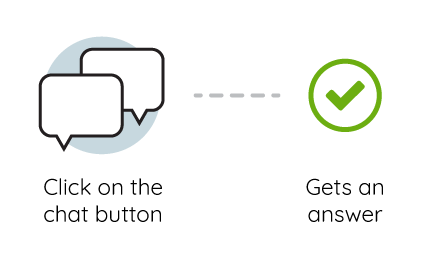 Click on the
chat button
Gets an
answer